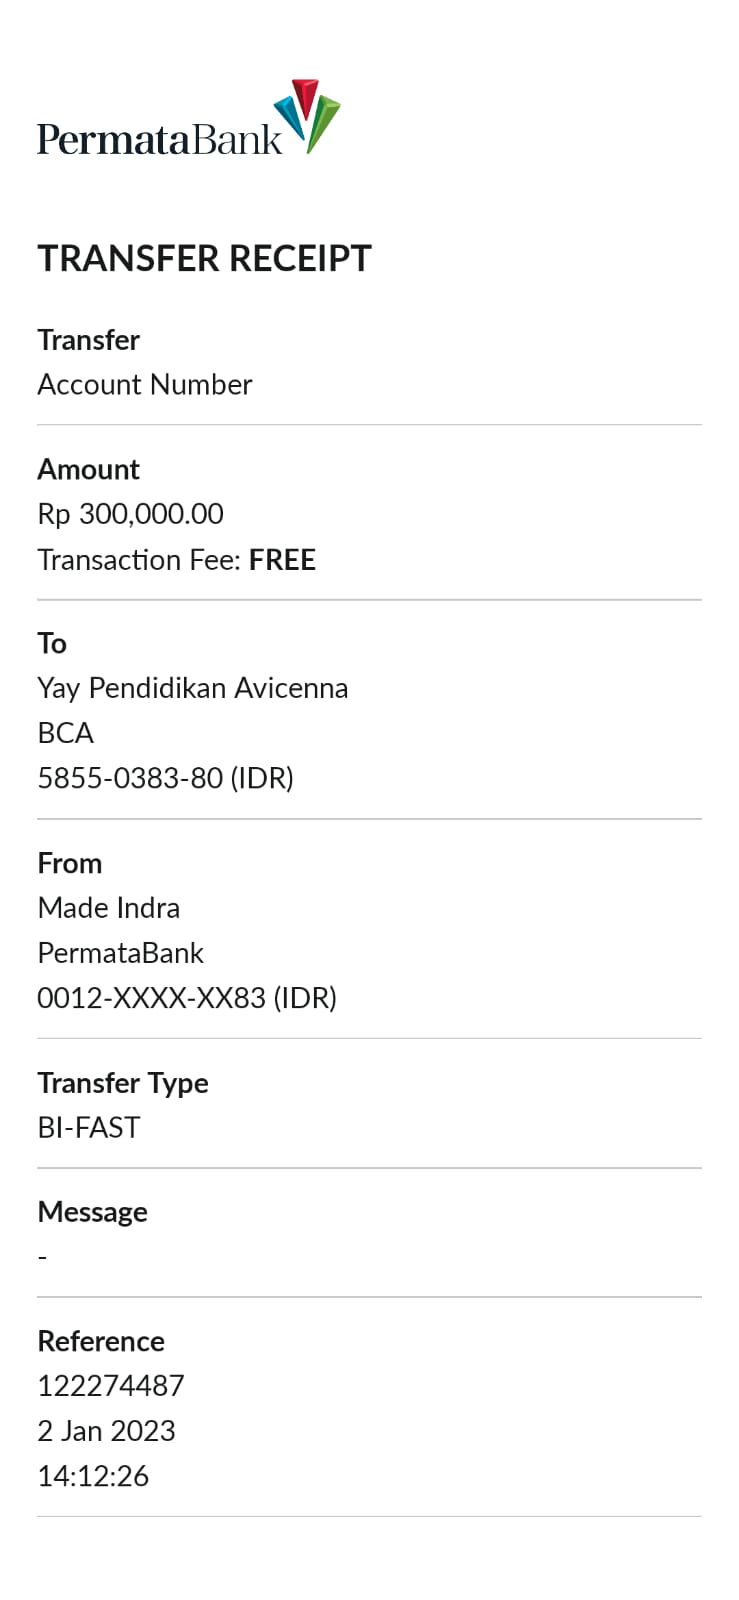 PermataBank
TRANSFER RECEIPT
Transfer
Account Number
Amount
Rp 300,000.00
Transaction Fee: FREE
To
Yay Pendidikan Avicenna
BCA
5855-0383-80 (IDR)
From
Made Indra
PermataBank
0012-XXXX-XX83 (IDR)
Transfer Type
BI-FAST
Message
-
Reference
122274487
2 Jan 2023
14:12:26